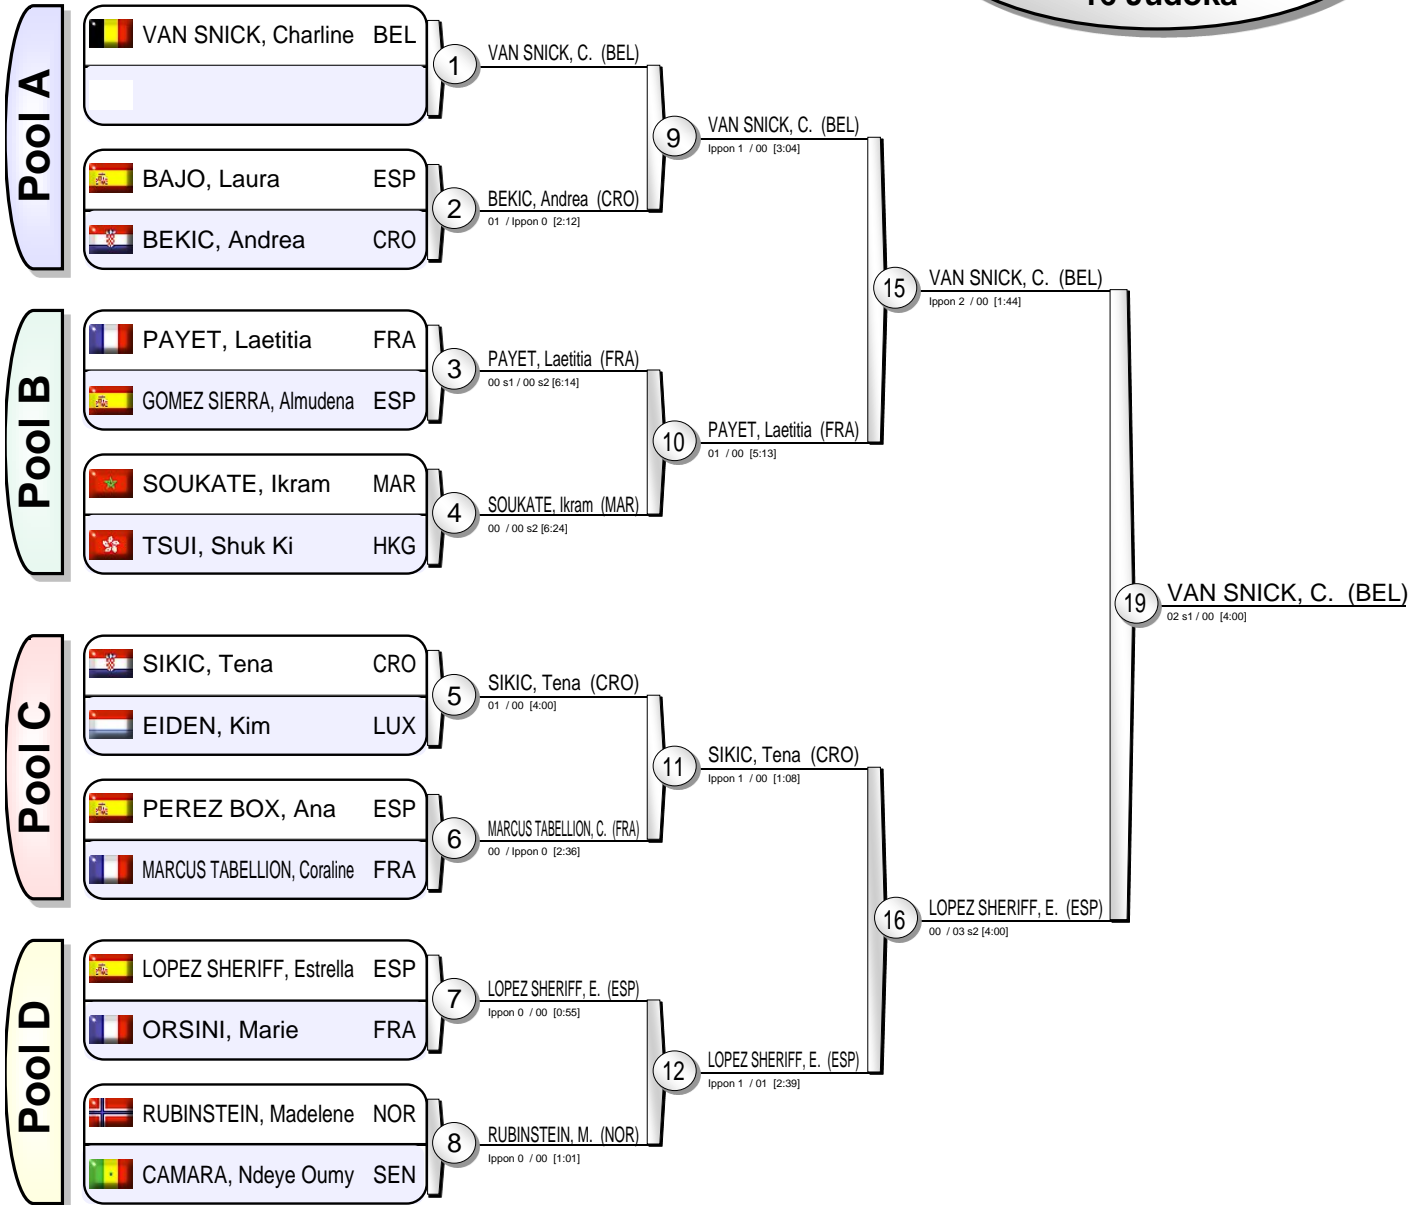 Judoka
Pool A
VAN SNICK, Charline BEL
BAJO, Laura ESP
BEKIC, Andrea CRO
1
VAN SNICK, C. (BEL)
2
BEKIC, Andrea (CRO)
01 / Ippon 0 [2:12]
9
VAN SNICK, C. (BEL)
Ippon 1 / 00 [3:04]
Pool B
PAYET, Laetitia FRA
GOMEZ SIERRA, Almudena ESP
SOUKATE, Ikram MAR
TSUI, Shuk Ki HKG
3
PAYET, Laetitia (FRA)
00 s1 / 00 s2 [6:14]
4
SOUKATE, Ikram (MAR)
00 / 00 s2 [6:24]
10
PAYET, Laetitia (FRA)
01 / 00 [5:13]
15
VAN SNICK, C. (BEL)
Ippon 2 / 00 [1:44]
Pool C
SIKIC, Tena CRO
EIDEN, Kim LUX
PEREZ BOX, Ana ESP
MARCUS TABELLION, Coraline FRA
5
SIKIC, Tena (CRO)
01 / 00 [4:00]
6
MARCUS TABELLION, C. (FRA)
00 / Ippon 0 [2:36]
11
SIKIC, Tena (CRO)
Ippon 1 / 00 [1:08]
Pool D
LOPEZ SHERIFF, Estrella ESP
ORSINI, Marie FRA
RUBINSTEIN, Madelene NOR
CAMARA, Ndeye Oumy SEN
7
LOPEZ SHERIFF, E. (ESP)
Ippon 0 / 00 [0:55]
8
RUBINSTEIN, M. (NOR)
Ippon 0 / 00 [1:01]
12
LOPEZ SHERIFF, E. (ESP)
Ippon 1 / 01 [2:39]
16
LOPEZ SHERIFF, E. (ESP)
00 / 03 s2 [4:00]
19
VAN SNICK, C. (BEL)
02 s1 / 00 [4:00]